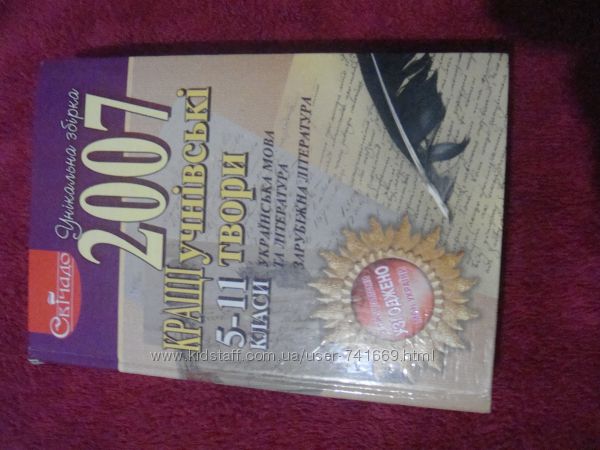 Скічадо
Унікальна збірка
2007
КРАЩІ УЧНІВСЬКІ
5-11 ТВОРИ
КЛАСИ
УКРАЇНСЬКА МОВА
ТА ЛІТЕРАТУРА
ЗАРУБІЖНА ЛІТЕРАТУРА
УЗГОДЖЕНО
www.kidstaff.com.ua/user-741669.html